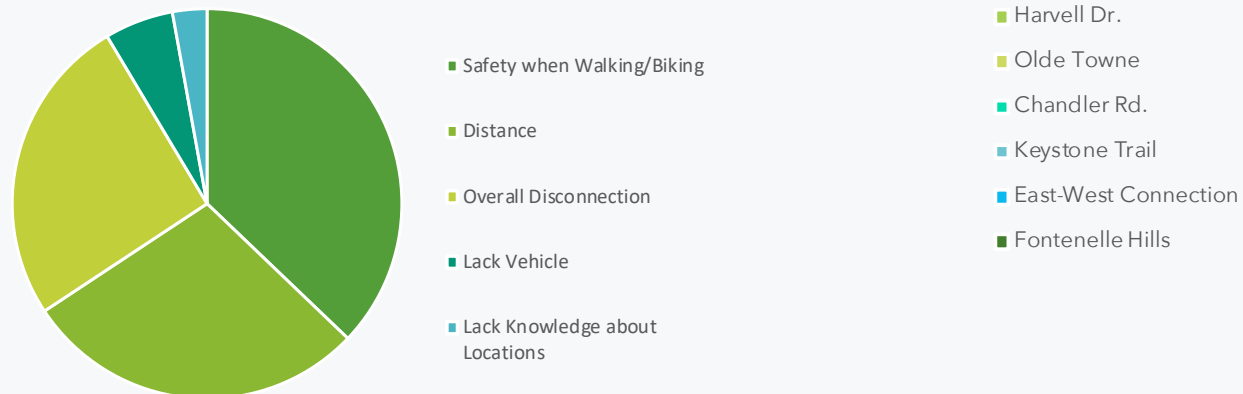 Safety when Walking/Biking
Distance
Overall Disconnection
Lack Vehicle
Lack Knowledge about
Locations
Harvell Dr.
Olde Towne
Chandler Rd.
Keystone Trail
East-West Connection
Fontenelle Hills